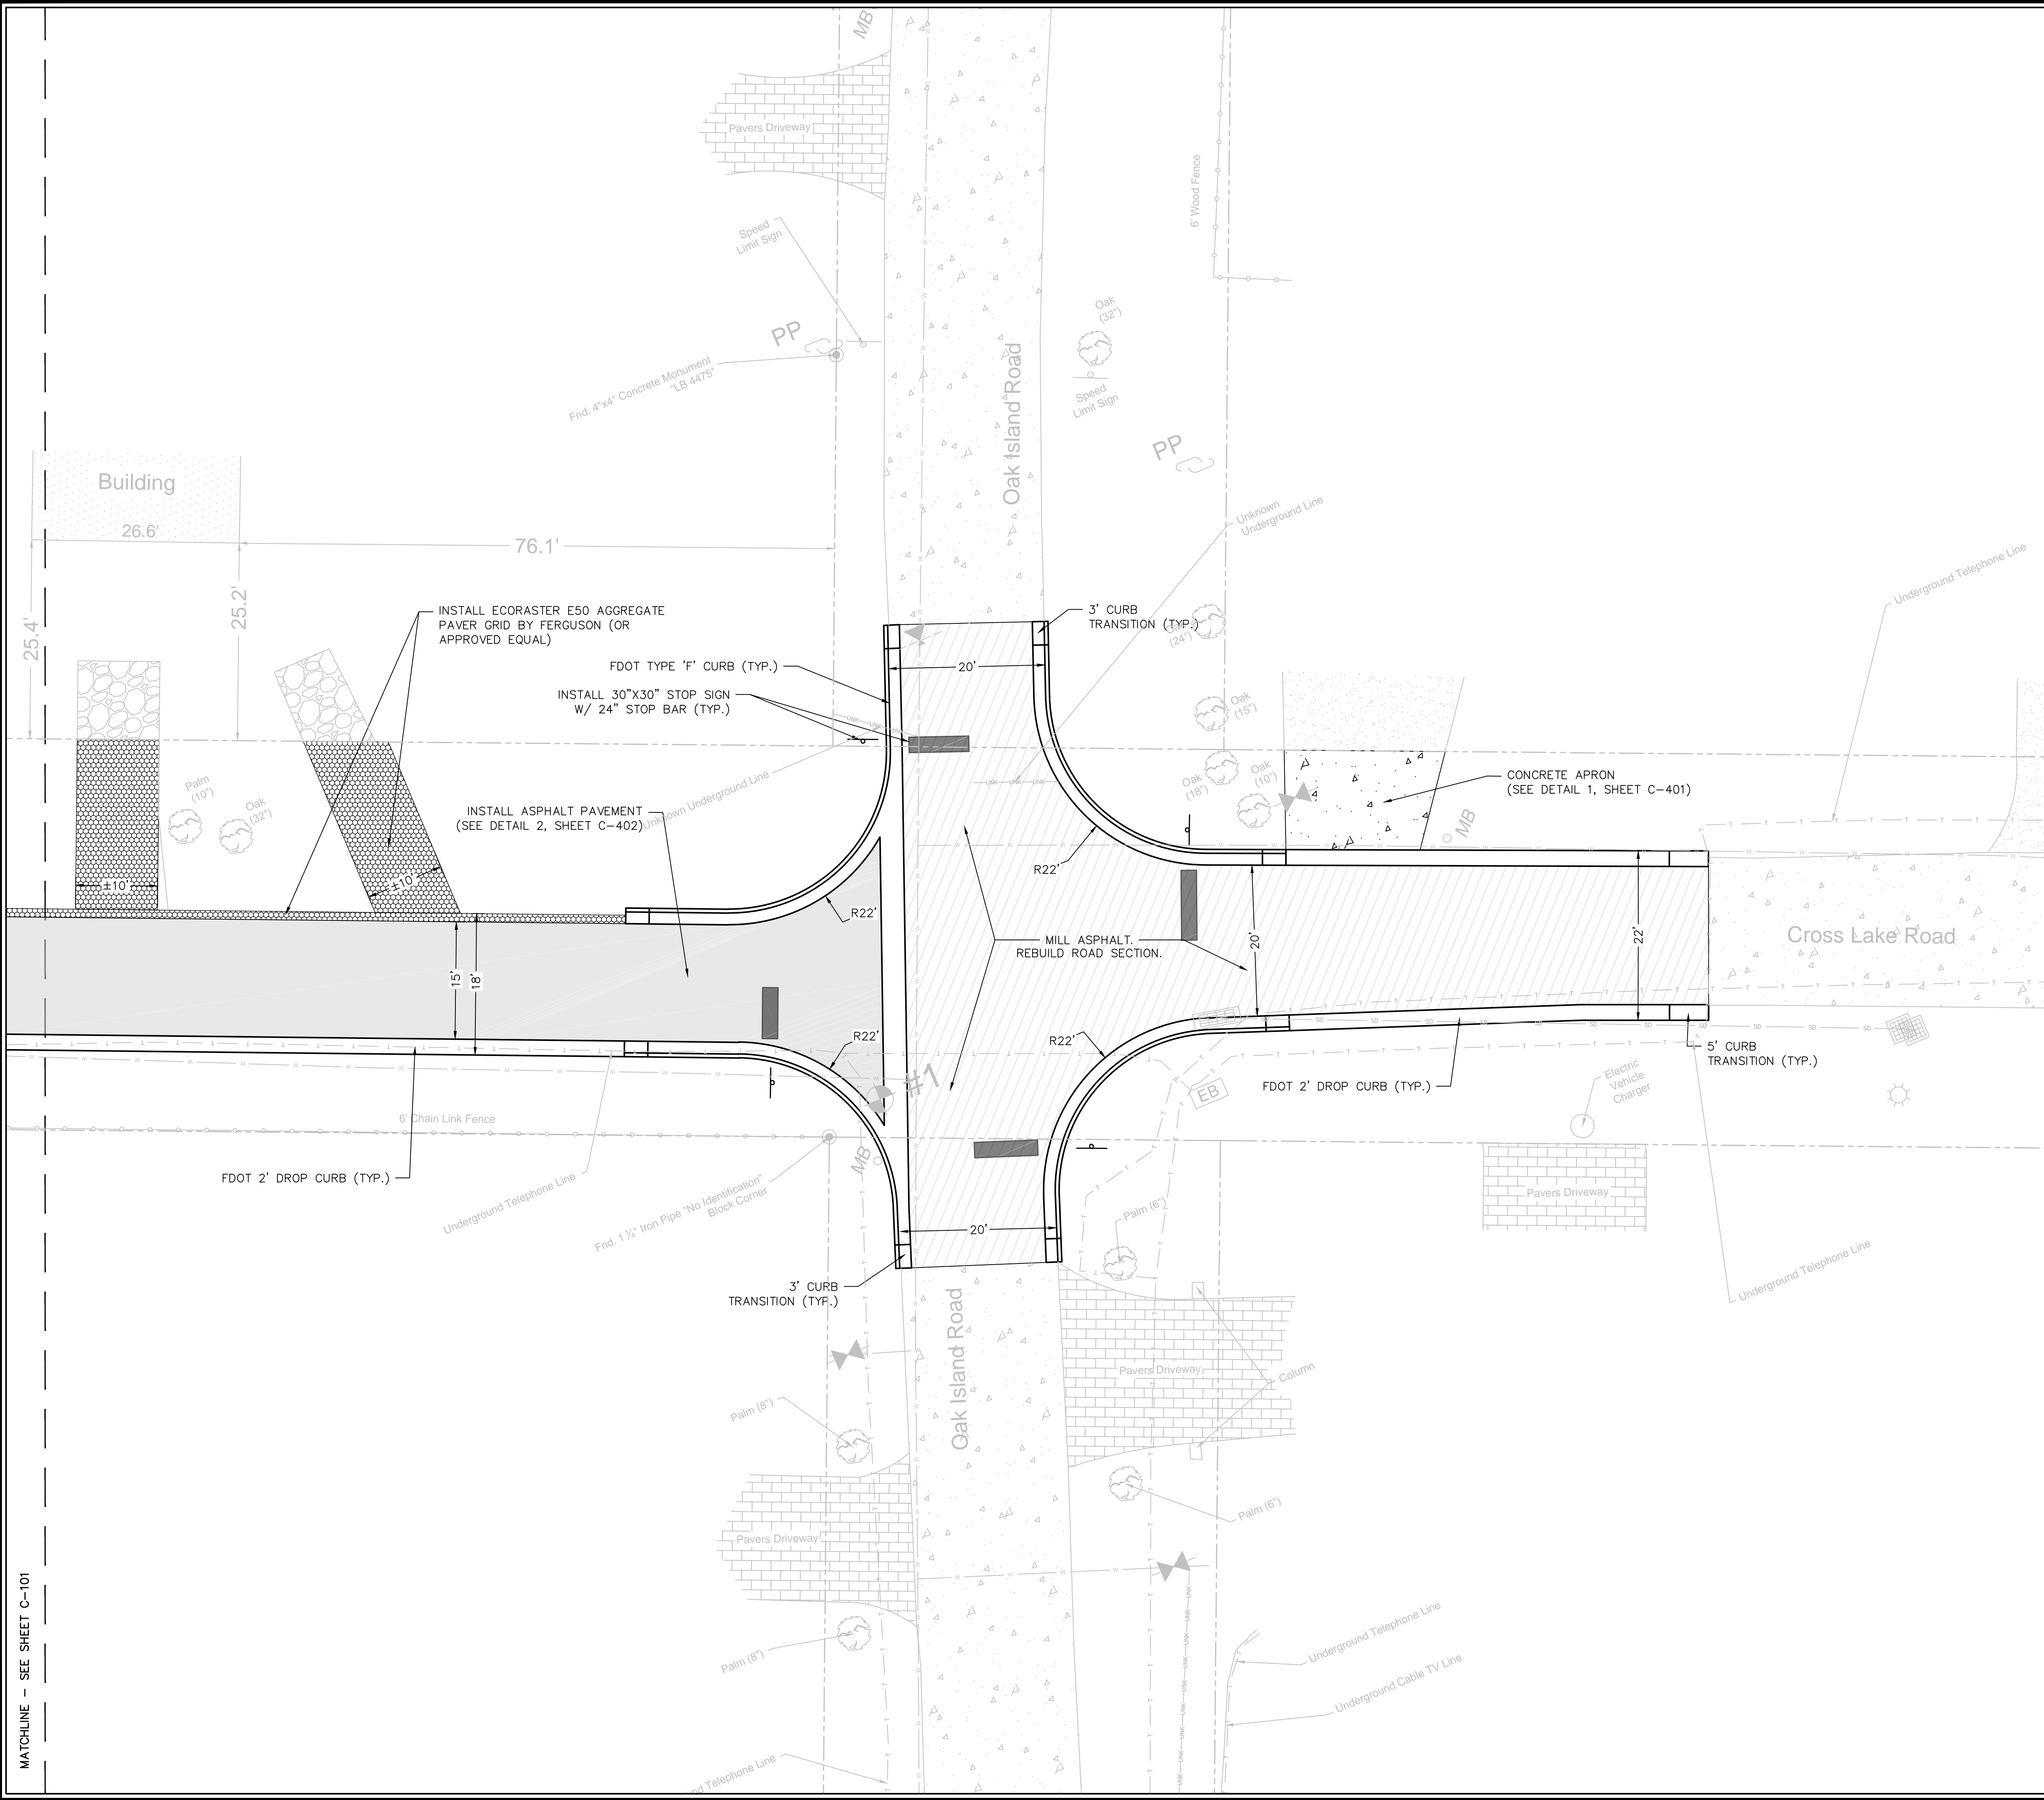 MB
Pavers Driveway
6' Wood Fence
Speed
Limit Sign
PP
Oak
(32")
Fnd. 4"x4" Concrete Monument
"LB 4475"
Oak Island Road
Speed
Limit Sign
PP
Building
26.6'
76.1'
25.4'
25.2'
Unknown
Underground Line
Underground Telephone Line
INSTALL ECORASTER E50 AGGREGATE
PAVER GRID BY FERGUSON (OR
APPROVED EQUAL)
3' CURB
TRANSITION (TYP.)
(24")
FDOT TYPE 'F' CURB (TYP.)
20'
INSTALL 30"X30" STOP SIGN
W/ 24" STOP BAR (TYP.)
Oak
(15")
Oak
(18")
Oak
(10")
Palm
(10")
Oak
(32")
Unknown Underground Line
CONCRETE APRON
(SEE DETAIL 1, SHEET C-401)
MB
INSTALL ASPHALT PAVEMENT
(SEE DETAIL 2, SHEET C-402)
±10'
±10'
R22'
R22'
MILL ASPHALT.
REBUILD ROAD SECTION.
15'
18'
20'
22'
Cross Lake Road
R22'
R22'
#1
EB
5' CURB
TRANSITION (TYP.)
FDOT 2' DROP CURB (TYP.)
Electric
Vehicle
Charger
6' Chain Link Fence
MB
FDOT 2' DROP CURB (TYP.)
Underground Telephone Line
Fnd. 1 ¼" Iron Pipe "No Identification"
Block Corner
Pavers Driveway
20'
Palm (6")
3' CURB
TRANSITION (TYP.)
Underground Telephone Line
Oak Island Road
Pavers Driveway
Column
Palm (8")
Palm (6")
Pavers Driveway
Palm (8")
Underground Telephone Line
Underground Cable TV Line
Telephone Line
MATCHLINE - SEE SHEET C-101